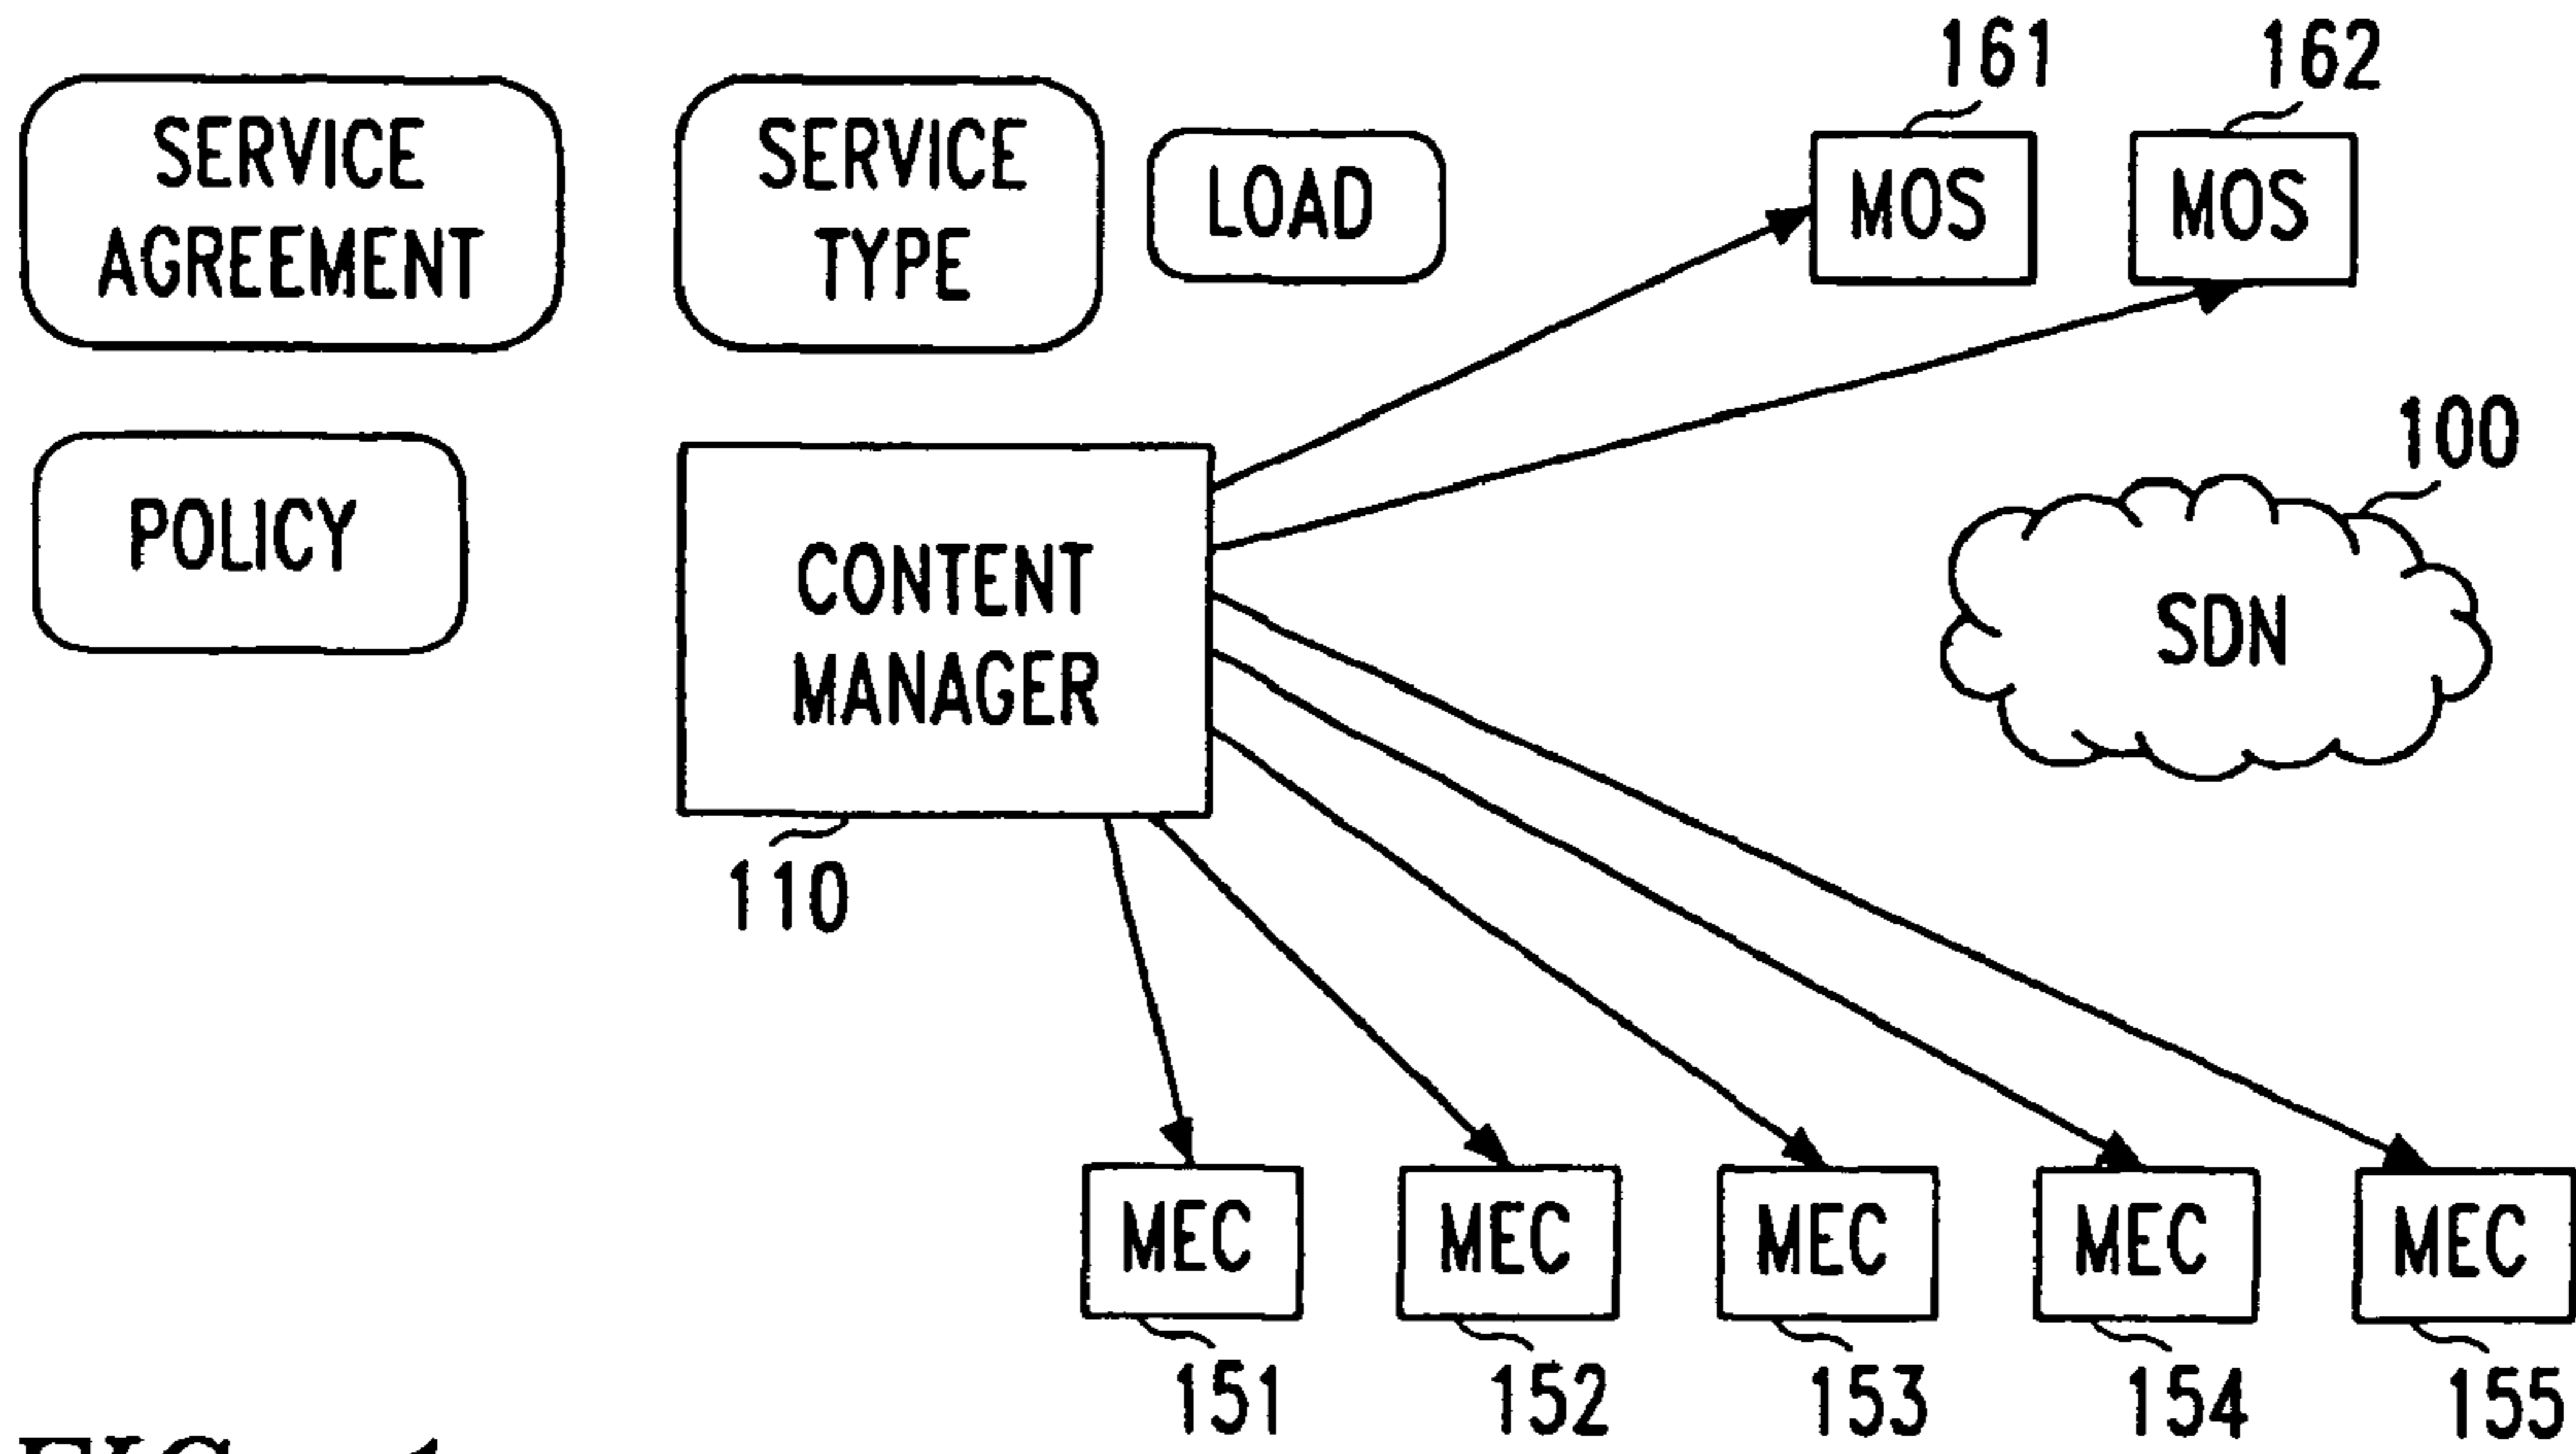 161
162
SERVICE
AGREEMENT
SERVICE
TYPE
LOAD
MOS
MOS
100
POLICY
CONTENT
MANAGER
SDN
110
MEC
MEC
MEC
MEC
MEC
151
152
153
154
155